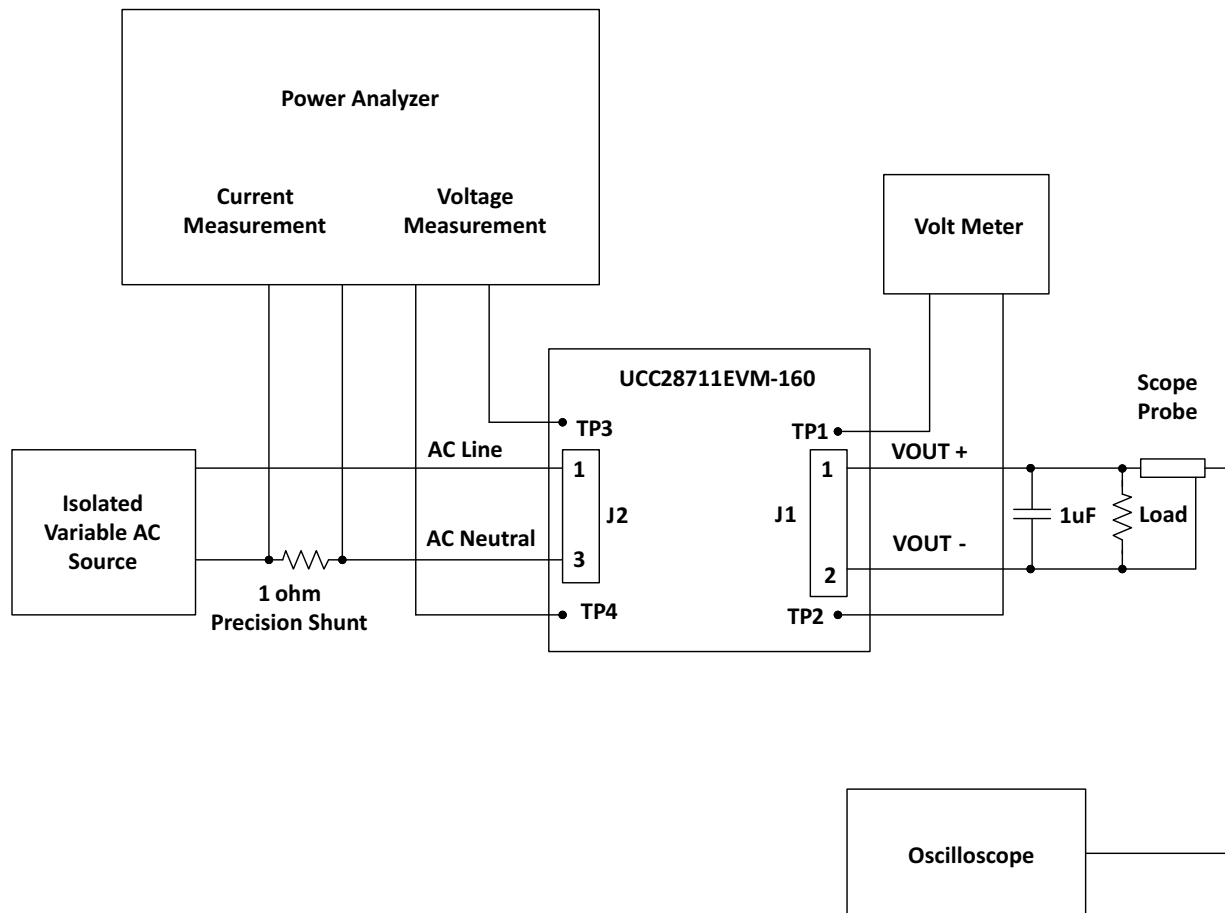 Power Analyzer
Current
Measurement
Voltage
Measurement
Volt Meter
UCC28711EVM-160
Scope
Probe
TP3
TP1
AC Line
VOUT +
1
1
Isolated
Variable AC
Source
J2
J1
1uF
Load
AC Neutral
VOUT -
3
2
1 ohm
Precision Shunt
TP4
TP2
Oscilloscope